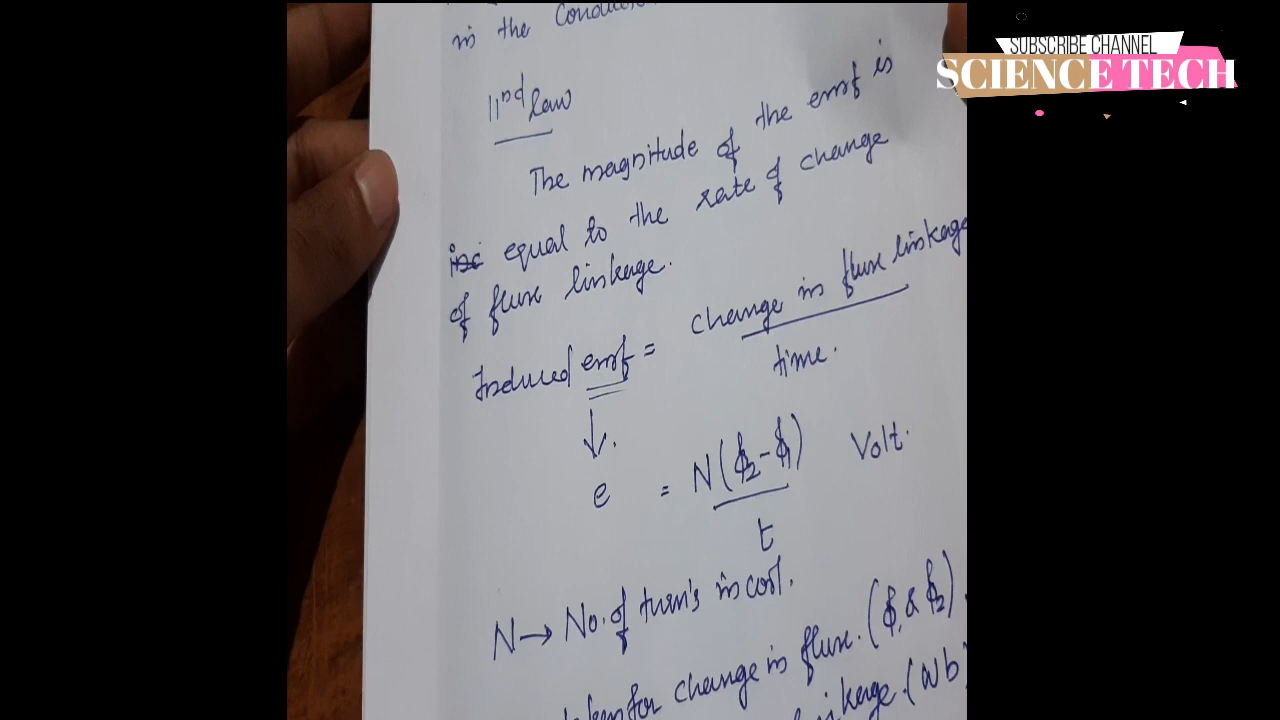 in the
SUBSCRIBE CHANNEL
SCIENCE TECH
IInd law
The magnitude of the emf is
equal to the rate of change
of flux linkage.
Induced emf = change in flux linkage
time.
↓.
e = N(ϕ2-ϕ1) Volt.
t
N → No. of turn's in coil.
for change in flux. (ϕ1 & ϕ2).
(Wb)